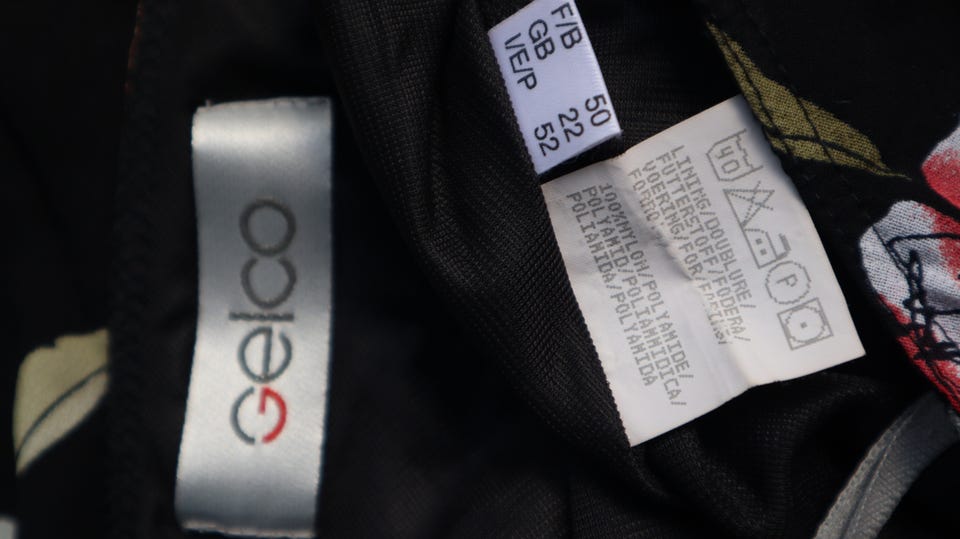 Gelco
F/B 50
GB 22
VE/P 52
40
P
LINING/DOUBLURE/
FUTTERSTOFF/FODERA/
VOERING/FOR/
FORRO
100%NYLON/POLYAMIDE/
POLYAMID/POLIAMMIDICA/
POLIAMIDA/POLYAMIDA